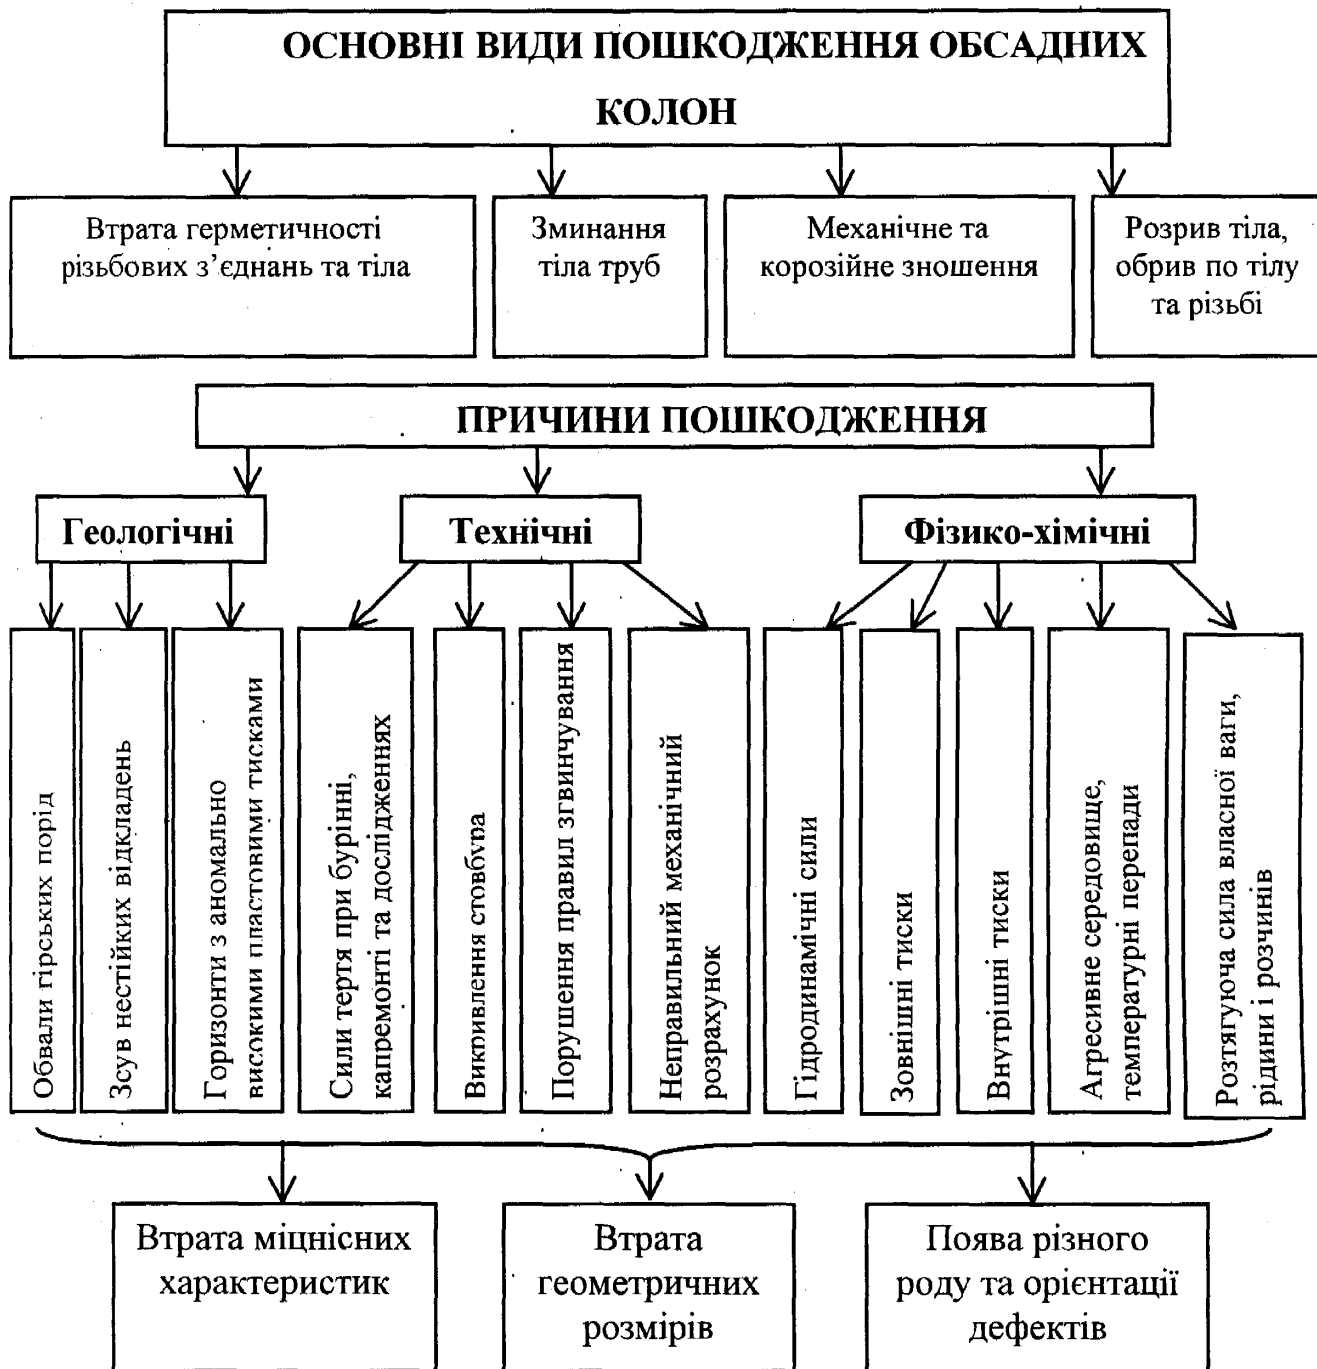 ОСНОВНІ ВИДИ ПОШКОДЖЕННЯ ОБСАДНИХ
КОЛОН
Втрата герметичності
різьбових з’єднань та тіла
Зминання
тіла труб
Механічне та
корозійне зношення
Розрив тіла,
обрив по тілу
та різьбі
ПРИЧИНИ ПОШКОДЖЕННЯ
Геологічні
Технічні
Фізико-хімічні
Обвали гірських порід
Зсув нестійких відкладень
Горизонти з аномально
високими пластовими тисками
Сили тертя при бурінні,
капремонті та дослідженнях
Викривлення стовбура
Порушення правил згвинчування
Неправильний механічний
розрахунок
Гідродинамічні сили
Зовнішні тиски
Внутрішні тиски
Агресивне середовище,
температурні перепади
Розтягуюча сила власної ваги,
рідини і розчинів
Втрата міцнісних
характеристик
Втрата
геометричних
розмірів
Поява різного
роду та орієнтації
дефектів